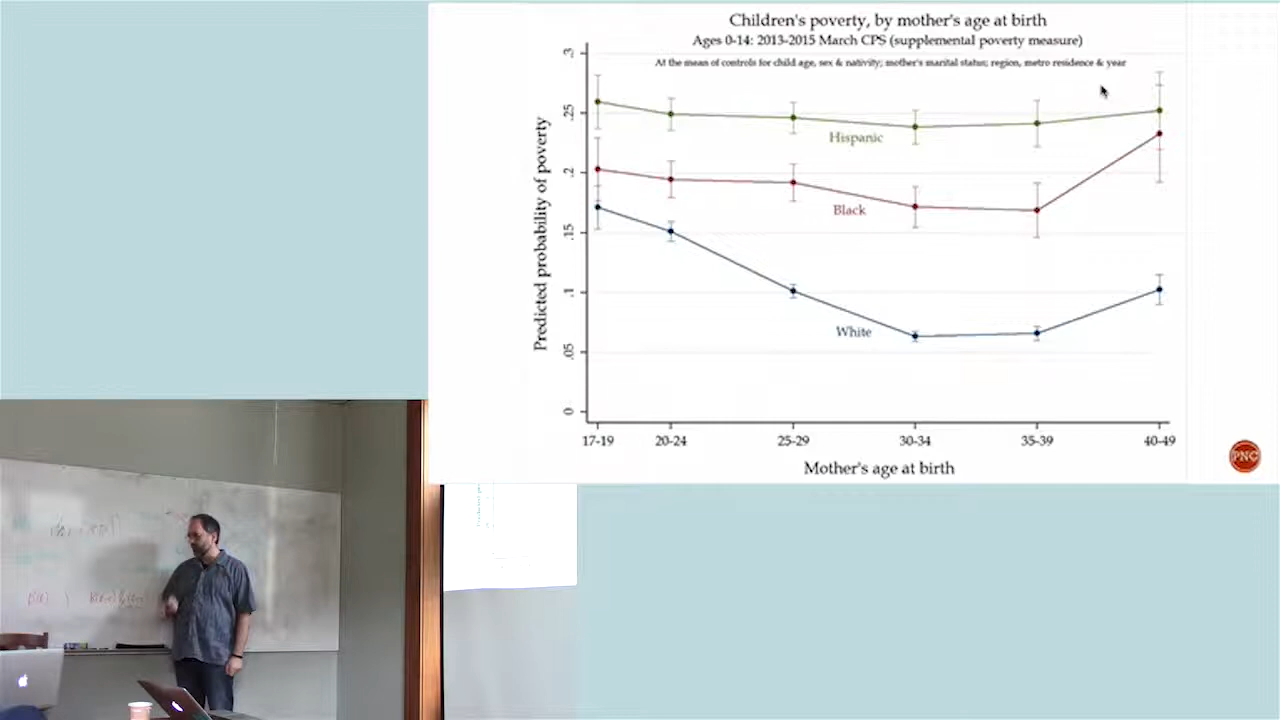 Children's poverty, by mother's age at birth
Ages 0-14: 2013-2015 March CPS (supplemental poverty measure)
At the mean of controls for child age, sex & nativity; mother's marital status; region, metro residence & year
Predicted probability of poverty
.3
.25
.2
.15
.1
.05
0
Hispanic
Black
White
17-19 20-24 25-29 30-34 35-39 40-49
Mother's age at birth
PNC